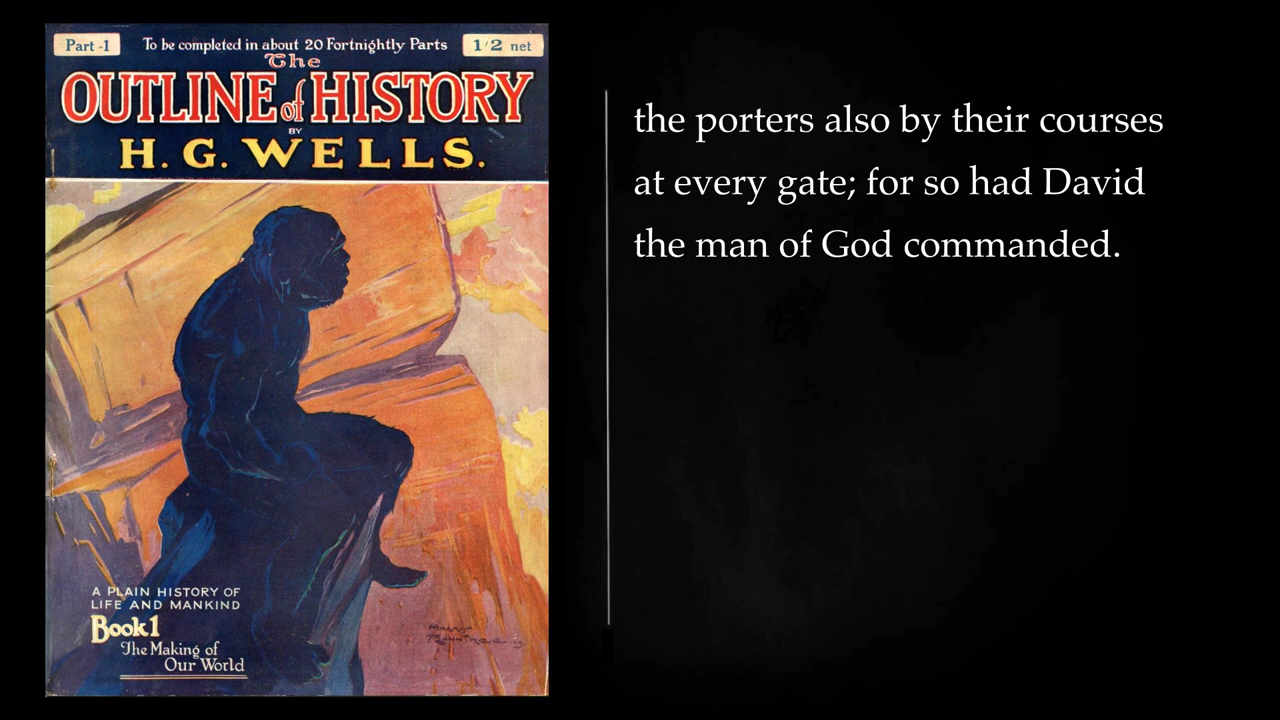 Part -1
To be completed in about 20 Fortnightly Parts
1/2 net
The
OUTLINE of HISTORY
BY
H. G. WELLS.
A PLAIN HISTORY OF
LIFE AND MANKIND
Book 1
The Making of
Our World
the porters also by their courses
at every gate; for so had David
the man of God commanded.